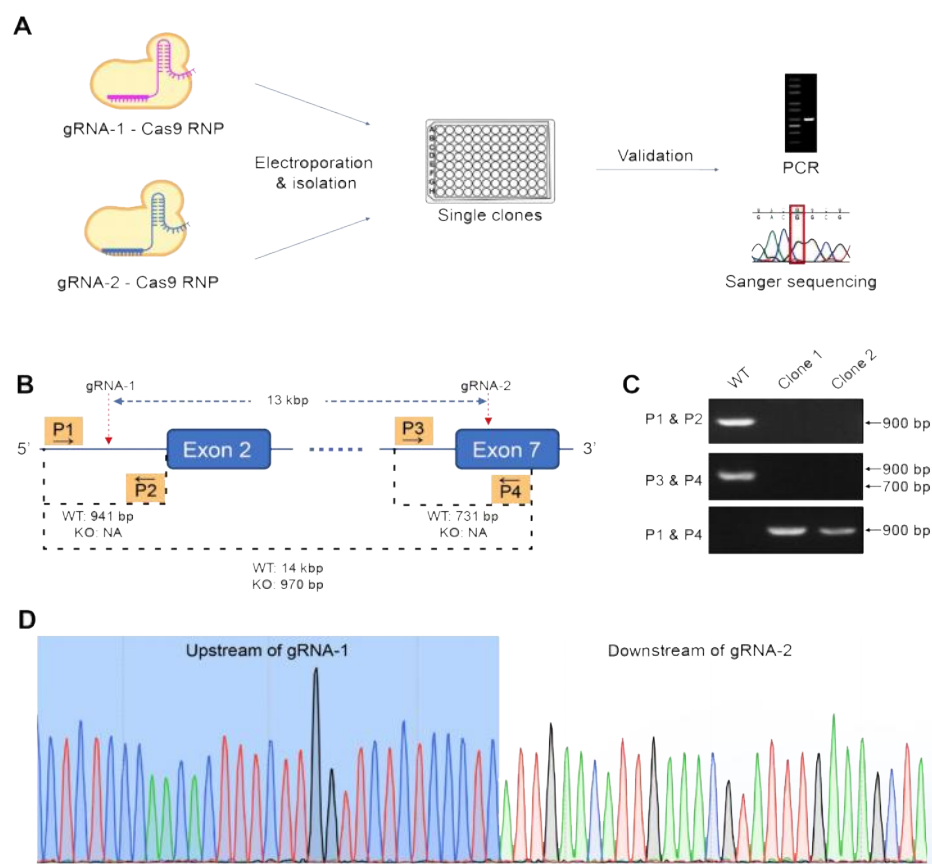 A
gRNA-1 - Cas9 RNP
gRNA-2 - Cas9 RNP
Electroporation
& isolation
A
B
C
D
E
F
G
H
Single clones
Validation
PCR
Sanger sequencing
B
gRNA-1
13 kbp
gRNA-2
5’
P1
Exon 2
P2
P3
Exon 7
P4
3’
WT: 941 bp
KO: NA
WT: 731 bp
KO: NA
WT: 14 kbp
KO: 970 bp
C
WT
Clone 1
Clone 2
P1 & P2
900 bp
P3 & P4
900 bp
700 bp
P1 & P4
900 bp
D
Upstream of gRNA-1
Downstream of gRNA-2